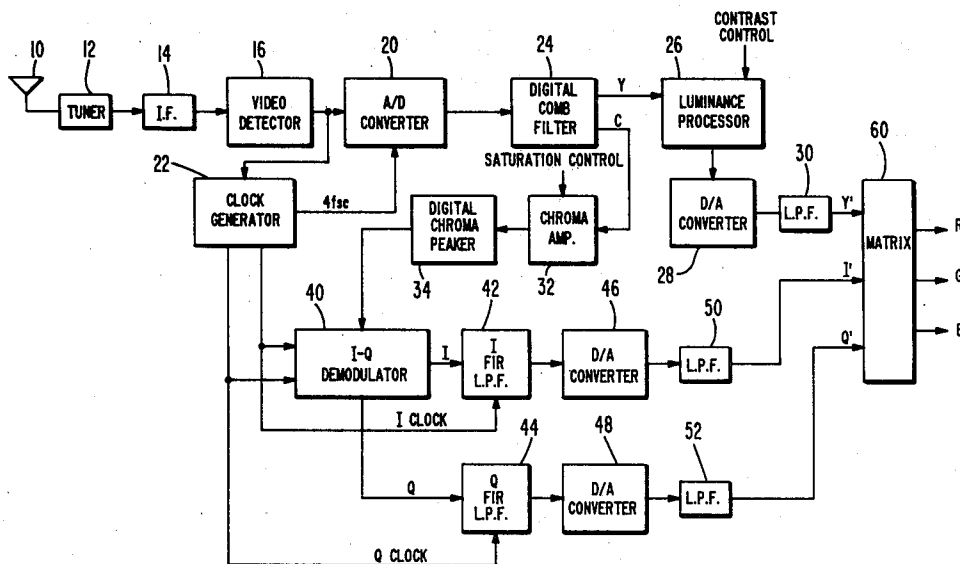 CONTRAST
CONTROL
10
12
14
16
20
24
26
TUNER
I.F.
VIDEO
DETECTOR
A/D
CONVERTER
DIGITAL
COMB
FILTER
Y
C
LUMINANCE
PROCESSOR
SATURATION CONTROL
22
CLOCK
GENERATOR
4fsc
DIGITAL
CHROMA
PEAKER
34
CHROMA
AMP.
32
D/A
CONVERTER
28
30
L.P.F.
Y'
I'
Q'
60
MATRIX
R
G
40
I-Q
DEMODULATOR
I
42
I
FIR
L.P.F.
46
D/A
CONVERTER
50
L.P.F.
I CLOCK
Q
44
Q
FIR
L.P.F.
48
D/A
CONVERTER
52
L.P.F.
Q CLOCK